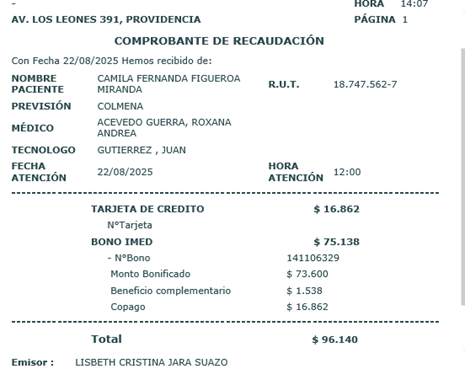 -
HORA 14:07
AV. LOS LEONES 391, PROVIDENCIA PÁGINA 1
COMPROBANTE DE RECAUDACIÓN
Con Fecha 22/08/2025 Hemos recibido de:
NOMBRE PACIENTE CAMILA FERNANDA FIGUEROA MIRANDA R.U.T. 18.747.562-7
PREVISIÓN COLMENA
MÉDICO ACEVEDO GUERRA, ROXANA ANDREA
TECNOLOGO GUTIERREZ , JUAN
FECHA ATENCIÓN 22/08/2025 HORA ATENCIÓN 12:00
TARJETA DE CREDITO $ 16.862
N°Tarjeta
BONO IMED $ 75.138
- N°Bono 141106329
Monto Bonificado $ 73.600
Beneficio complementario $ 1.538
Copago $ 16.862
Total $ 96.140
Emisor : LISBETH CRISTINA JARA SUAZO